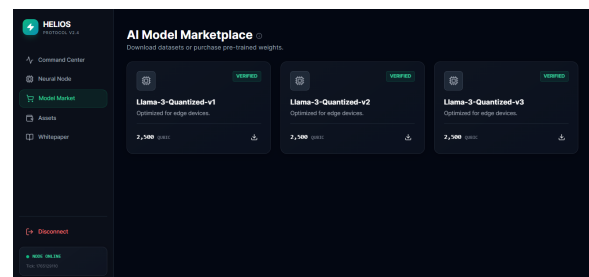 HELIOS
PROTOCOL V2.4
Command Center
Neural Node
Model Market
Assets
Whitepaper
Disconnect
NODE ONLINE
AI Model Marketplace
Download datasets or purchase pre-trained weights.
VERIFIED
Llama-3-Quantized-v1
Optimized for edge devices.
2,500 QUBIC
VERIFIED
Llama-3-Quantized-v2
Optimized for edge devices.
2,500 QUBIC
VERIFIED
Llama-3-Quantized-v3
Optimized for edge devices.
2,500 QUBIC